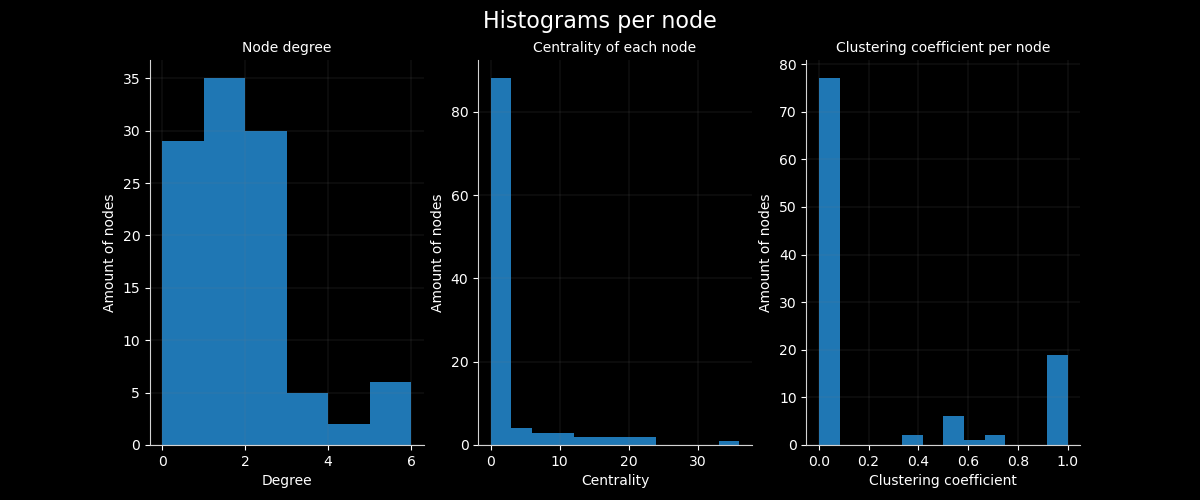 Histograms per node
Node degree
Amount of nodes
35
30
25
20
15
10
5
0
0 2 4 6
Degree
Centrality of each node
Amount of nodes
80
60
40
20
0
0 10 20 30
Centrality
Clustering coefficient per node
Amount of nodes
80
70
60
50
40
30
20
10
0
0.0 0.2 0.4 0.6 0.8 1.0
Clustering coefficient